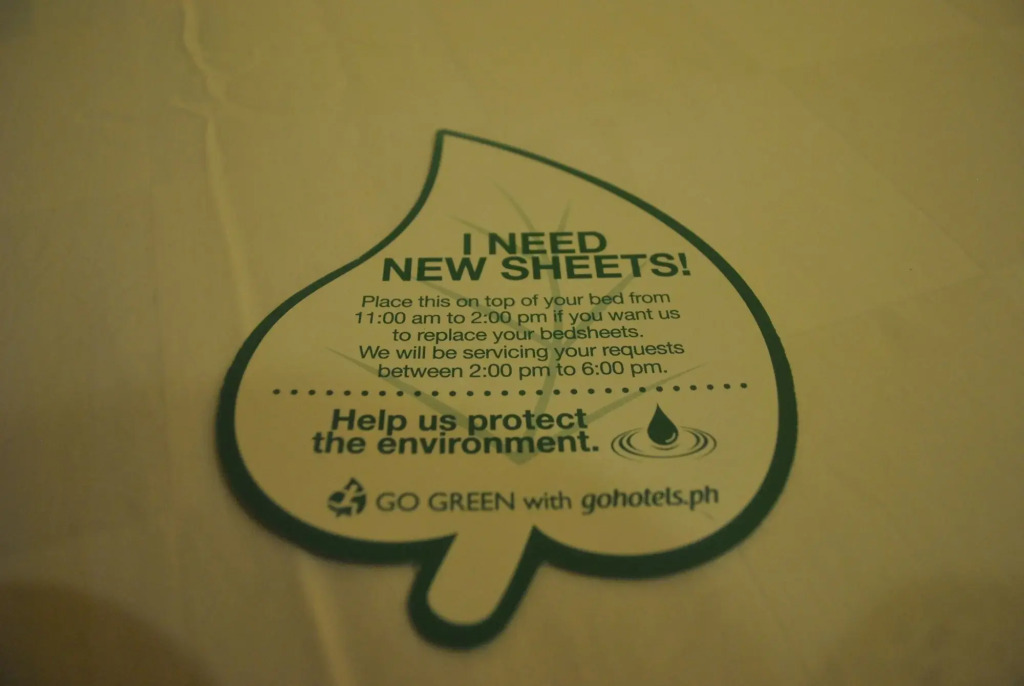 I NEED
NEW SHEETS!
Place this on top of your bed from
11:00 am to 2:00 pm if you want us
to replace your bedsheets.
We will be servicing your requests
between 2:00 pm to 6:00 pm.
Help us protect
the environment.
GO GREEN with gohotels.ph